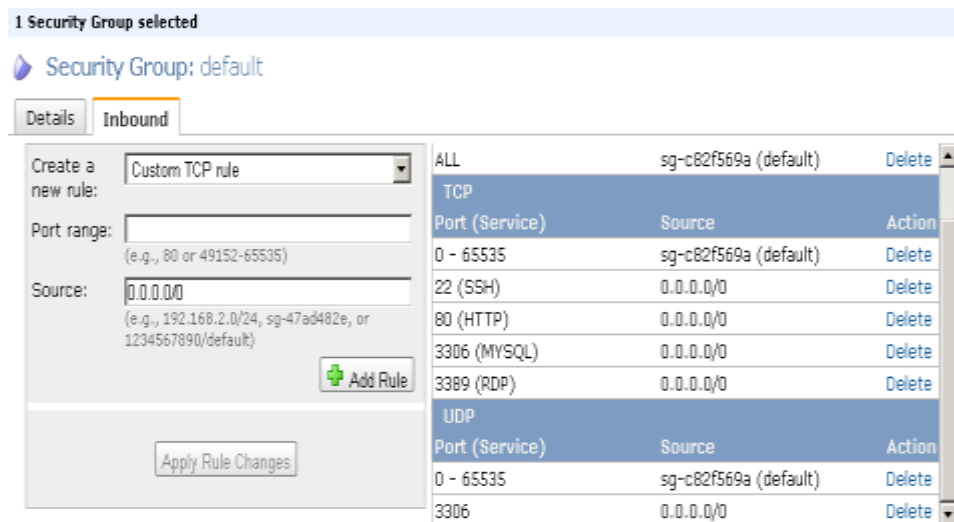 1 Security Group selected
Security Group: default
Details Inbound
Create a new rule: Custom TCP rule
Port range:
(e.g., 80 or 49152-65535)
Source: 0.0.0.0/0
(e.g., 192.168.2.0/24, sg-47ad482e, or
1234567890/default)
Add Rule
Apply Rule Changes
ALL sg-c82f569a (default) Delete
TCP
Port (Service) Source Action
0 - 65535 sg-c82f569a (default) Delete
22 (SSH) 0.0.0.0/0 Delete
80 (HTTP) 0.0.0.0/0 Delete
3306 (MYSQL) 0.0.0.0/0 Delete
3389 (RDP) 0.0.0.0/0 Delete
UDP
Port (Service) Source Action
0 - 65535 sg-c82f569a (default) Delete
3306 0.0.0.0/0 Delete